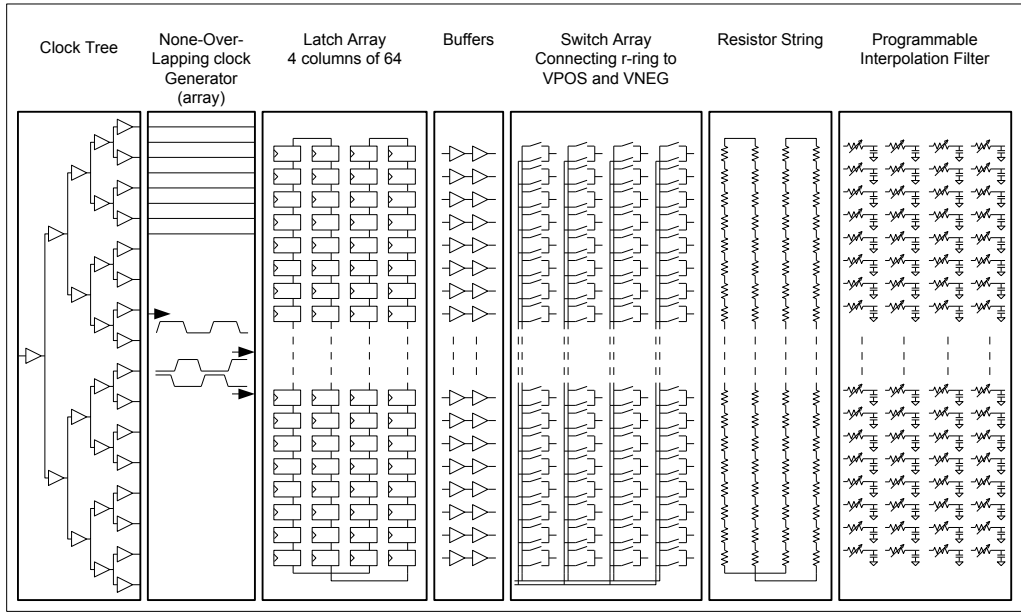 Clock Tree
None-Over-
Lapping clock
Generator
(array)
Latch Array
4 columns of 64
Buffers
Switch Array
Connecting r-ring to
VPOS and VNEG
Resistor String
Programmable
Interpolation Filter